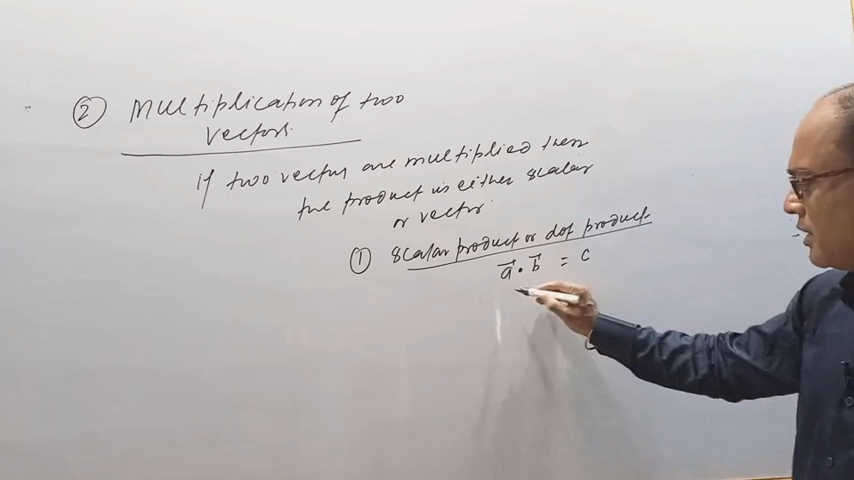 ② Multiplication of two
vectors.
If two vectors are multiplied then
the product is either scalar
or vector.
① scalar product or dot product
a⃗ · b⃗ = c